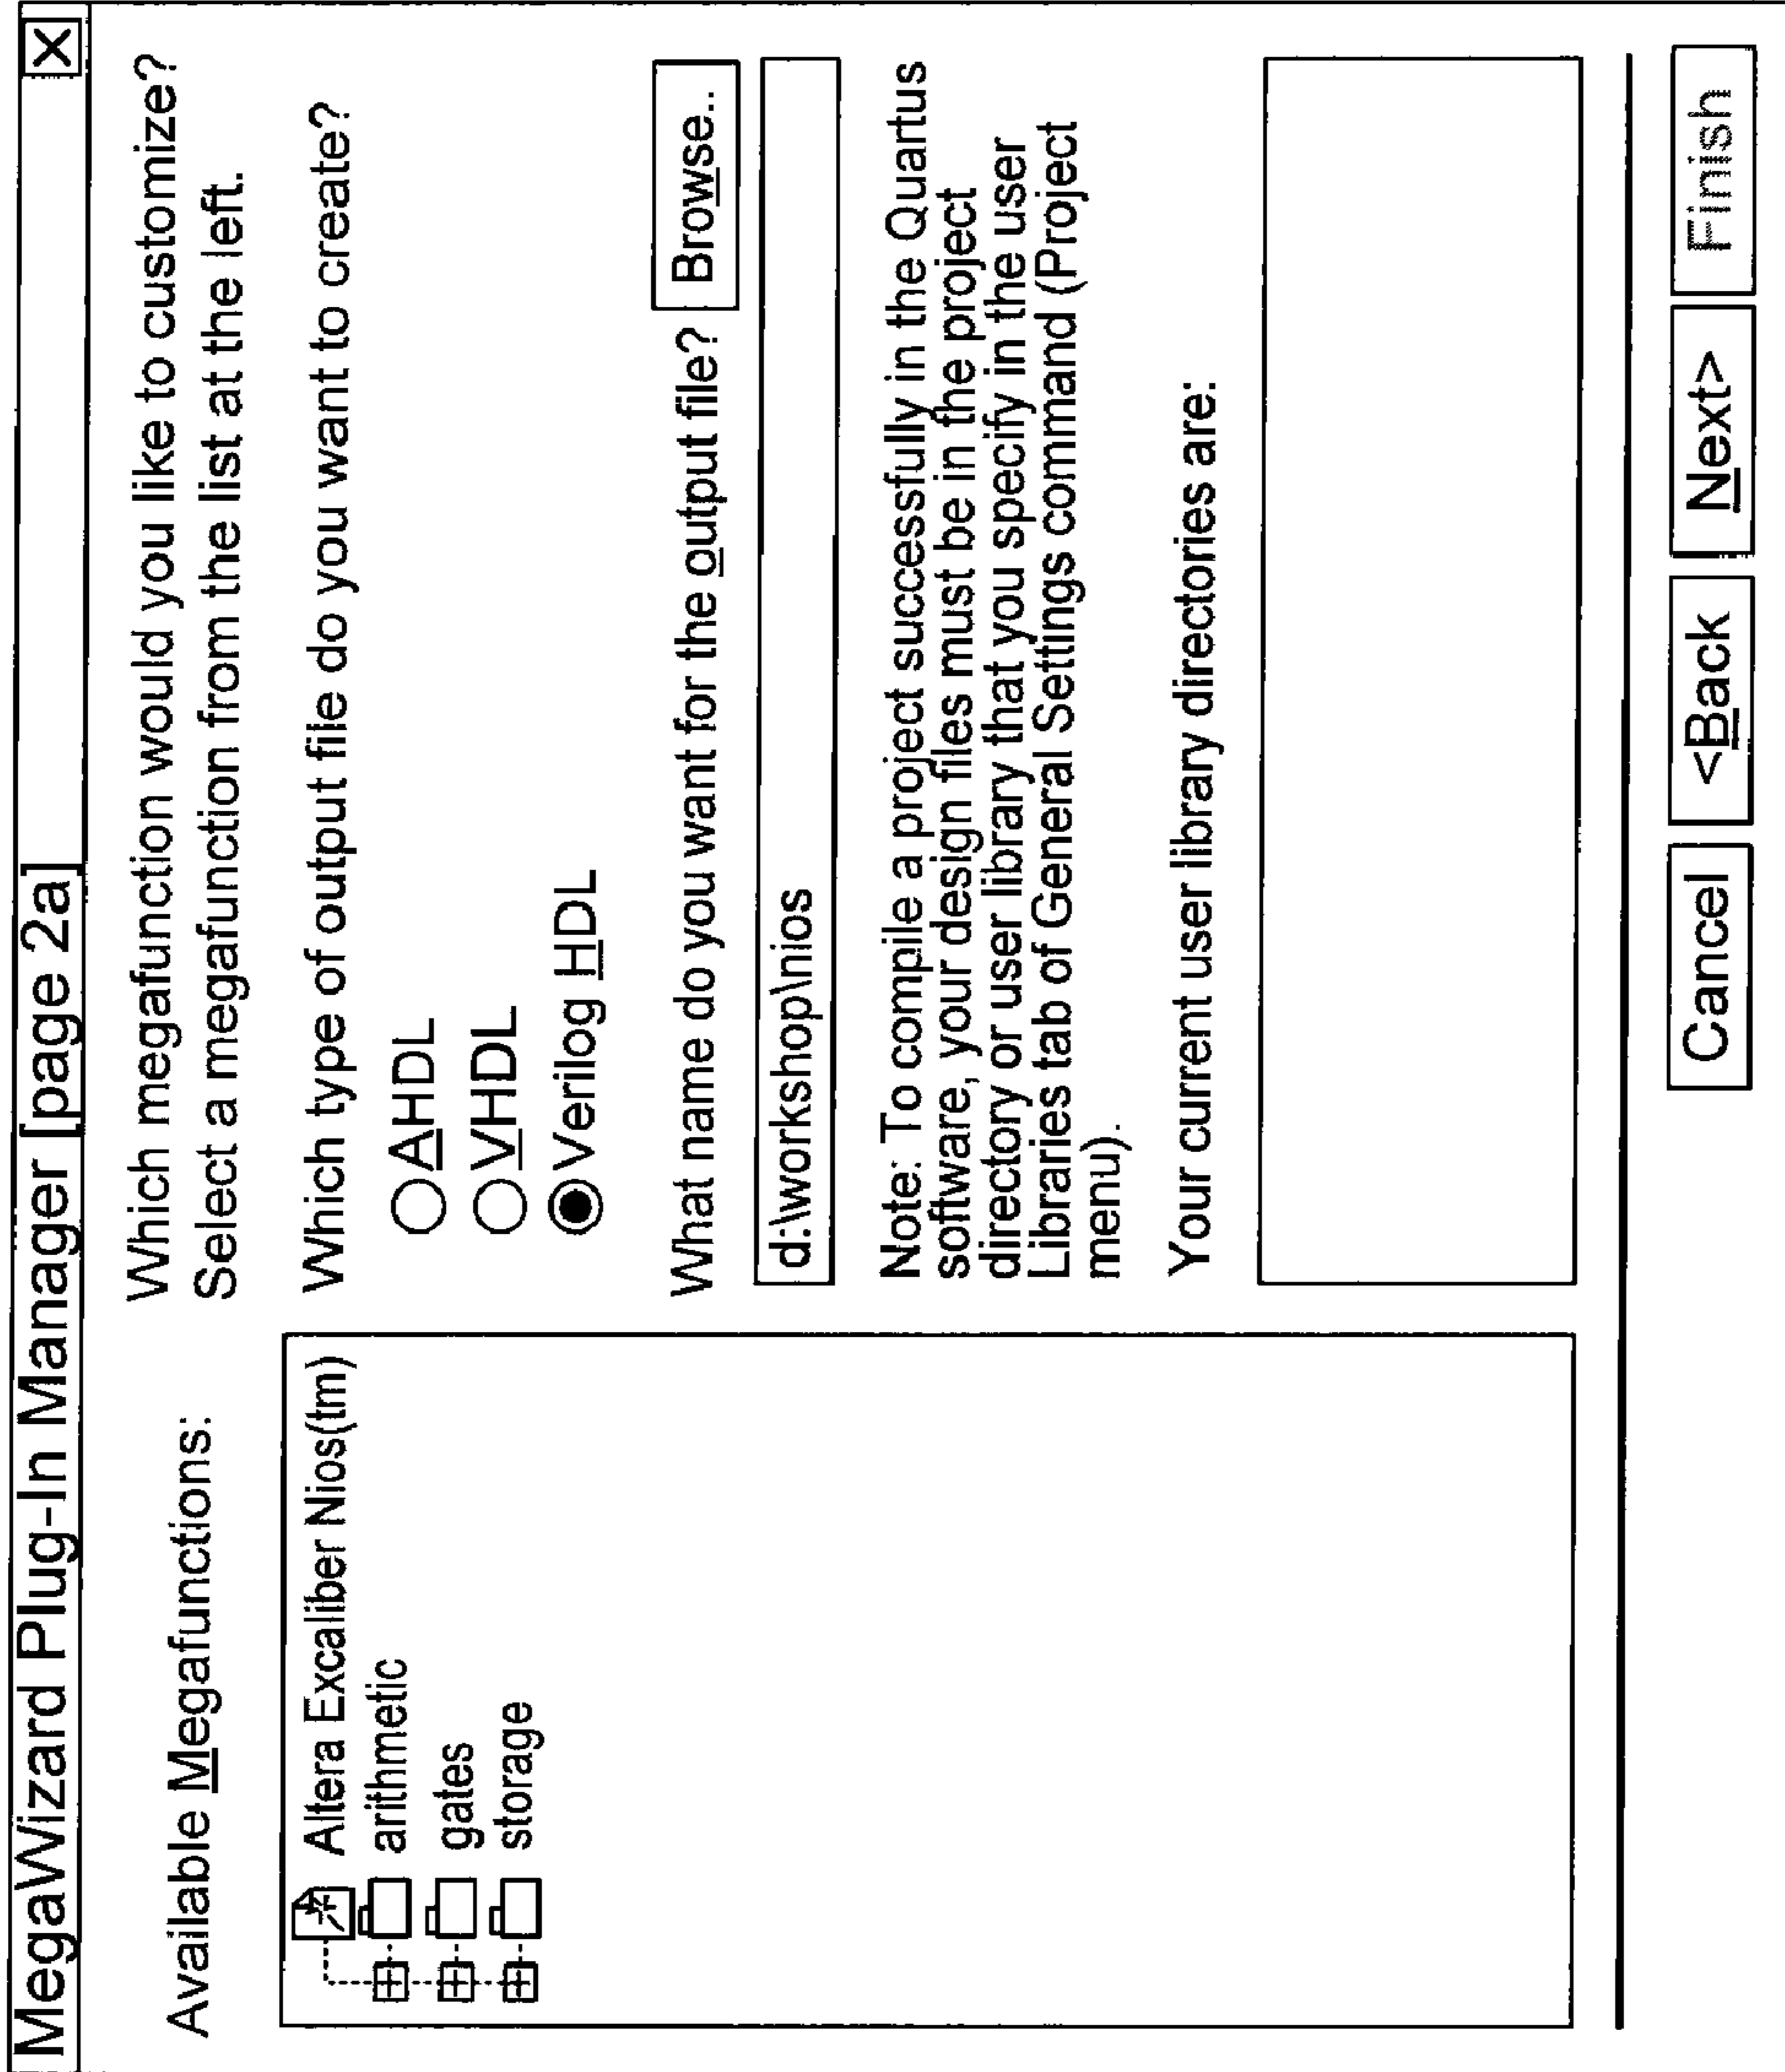 MegaWizard Plug-In Manager [page 2a]
X
Available Megafunctions:
Altera Excaliber Nios(tm)
arithmetic
gates
storage
Which megafunction would you like to customize?
Select a megafunction from the list at the left.
Which type of output file do you want to create?
AHDL
VHDL
Verilog HDL
What name do you want for the output file?
Browse..
d:\workshop\nios
Note: To compile a project successfully in the Quartus
software, your design files must be in the project
directory or user library that you specify in the user
Libraries tab of General Settings command (Project
menu).
Your current user library directories are:
Cancel
<Back
Next>
Finish